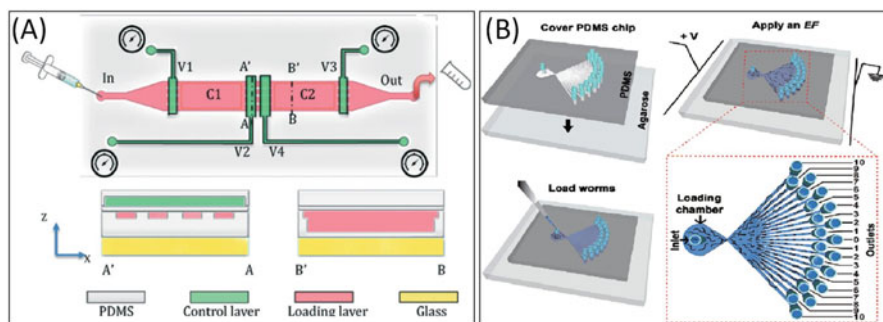 (A)
In
V1
A'
B'
V3
Out
C1
C2
A
B
V2
V4
Z
X
A'
A
B'
B
PDMS
Control layer
Loading layer
Glass
(B)
Cover PDMS chip
PDMS
Agarose
Apply an EF
+ V
Load worms
Loading
chamber
Inlet
Outlets
10
9
8
7
6
5
4
3
2
1
0
1
2
3
4
5
6
7
8
9
10